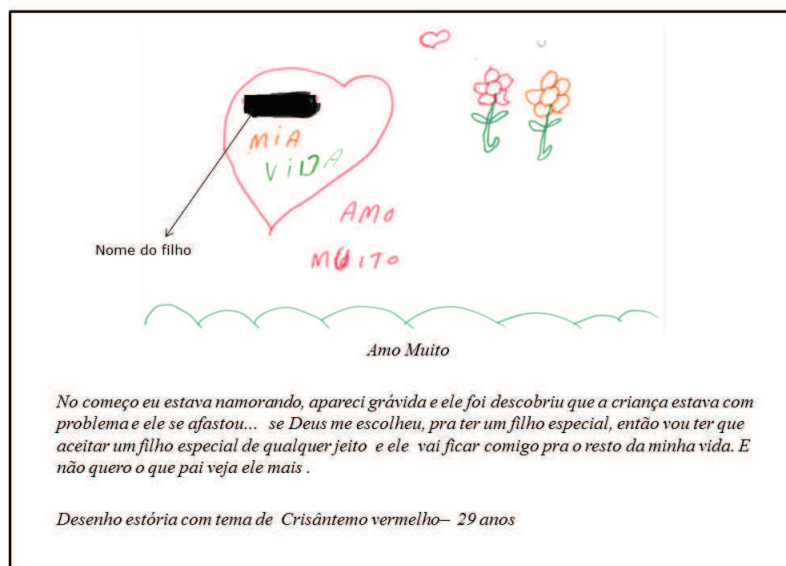 MiA
ViDA
AMO
MUITO
Nome do filho
Amo Muito
No começo eu estava namorando, apareci grávida e ele foi descobriu que a criança estava com
problema e ele se afastou... se Deus me escolheu, pra ter um filho especial, então vou ter que
aceitar um filho especial de qualquer jeito e ele vai ficar comigo pra o resto da minha vida. E
não quero o que pai veja ele mais .
Desenho estória com tema de Crisântemo vermelho– 29 anos